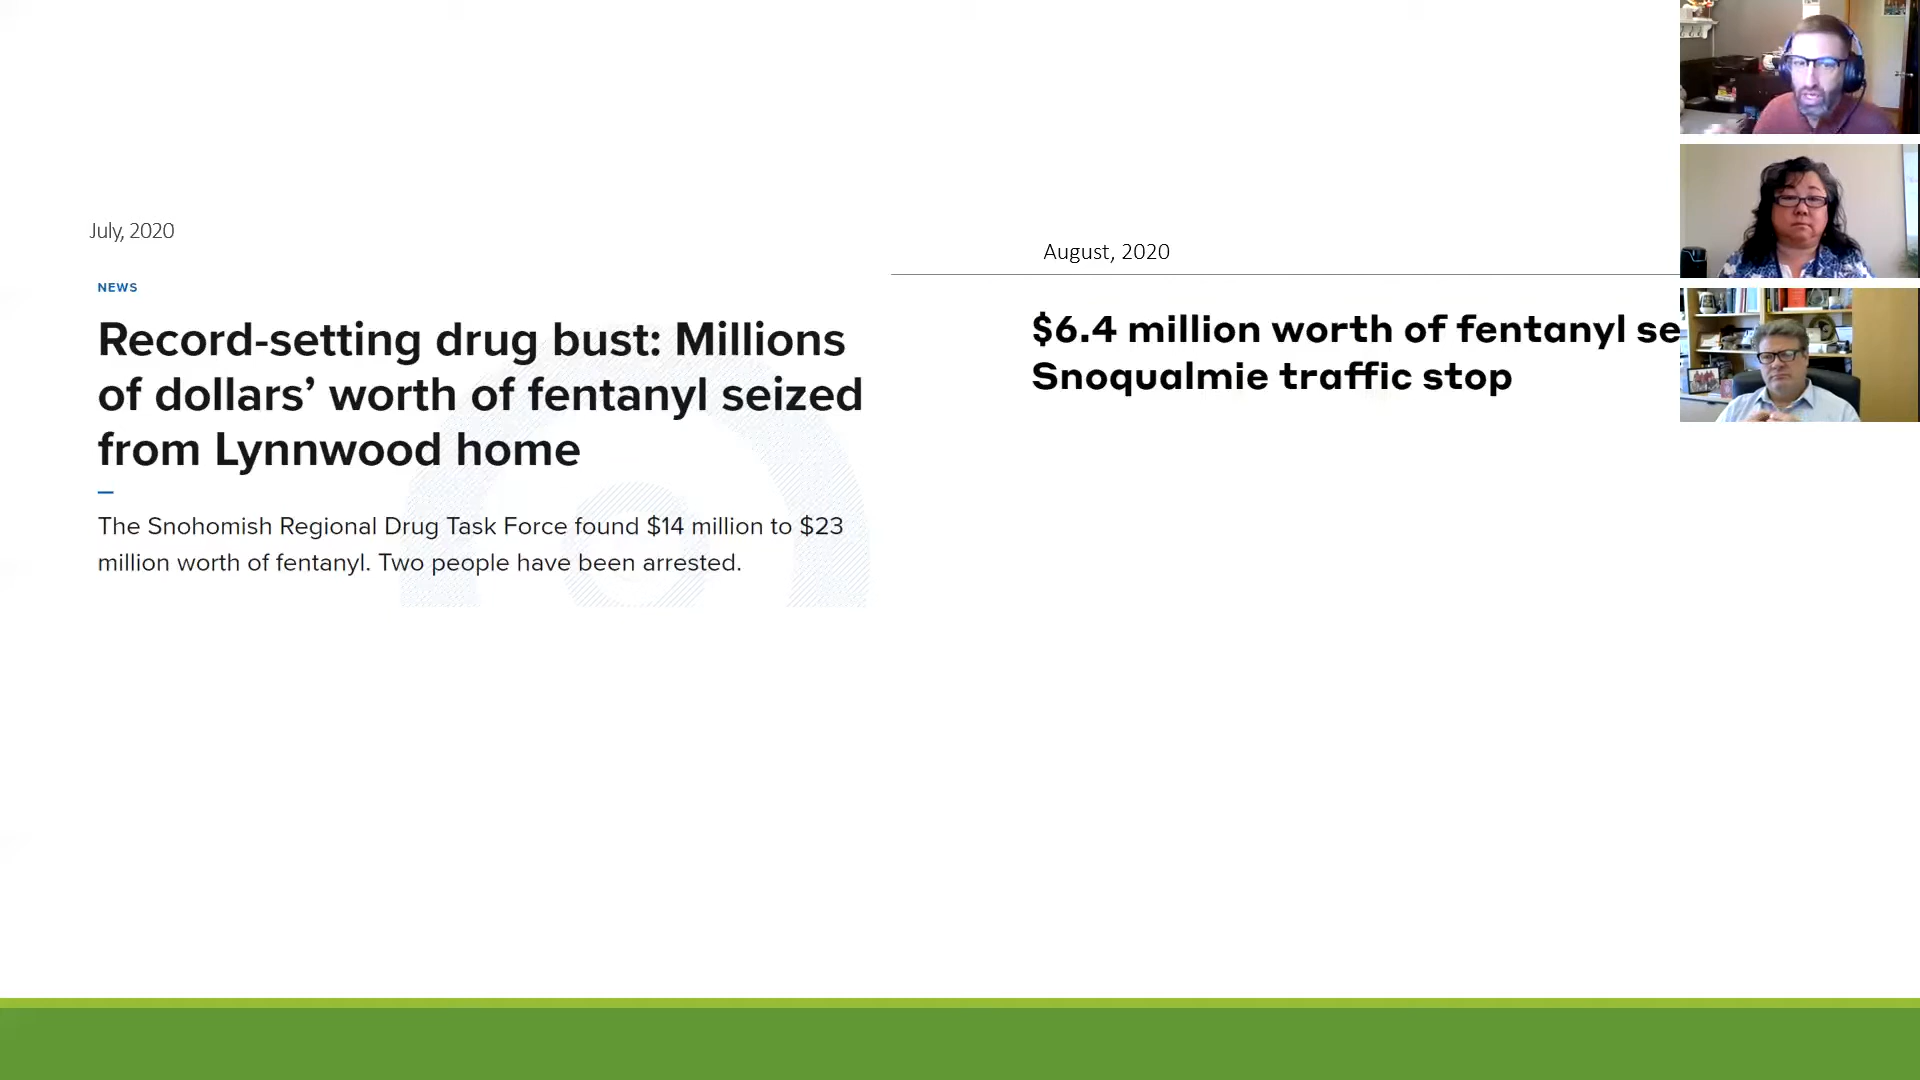 July, 2020
NEWS
Record-setting drug bust: Millions
of dollars’ worth of fentanyl seized
from Lynnwood home
The Snohomish Regional Drug Task Force found $14 million to $23
million worth of fentanyl. Two people have been arrested.
August, 2020
$6.4 million worth of fentanyl se
Snoqualmie traffic stop